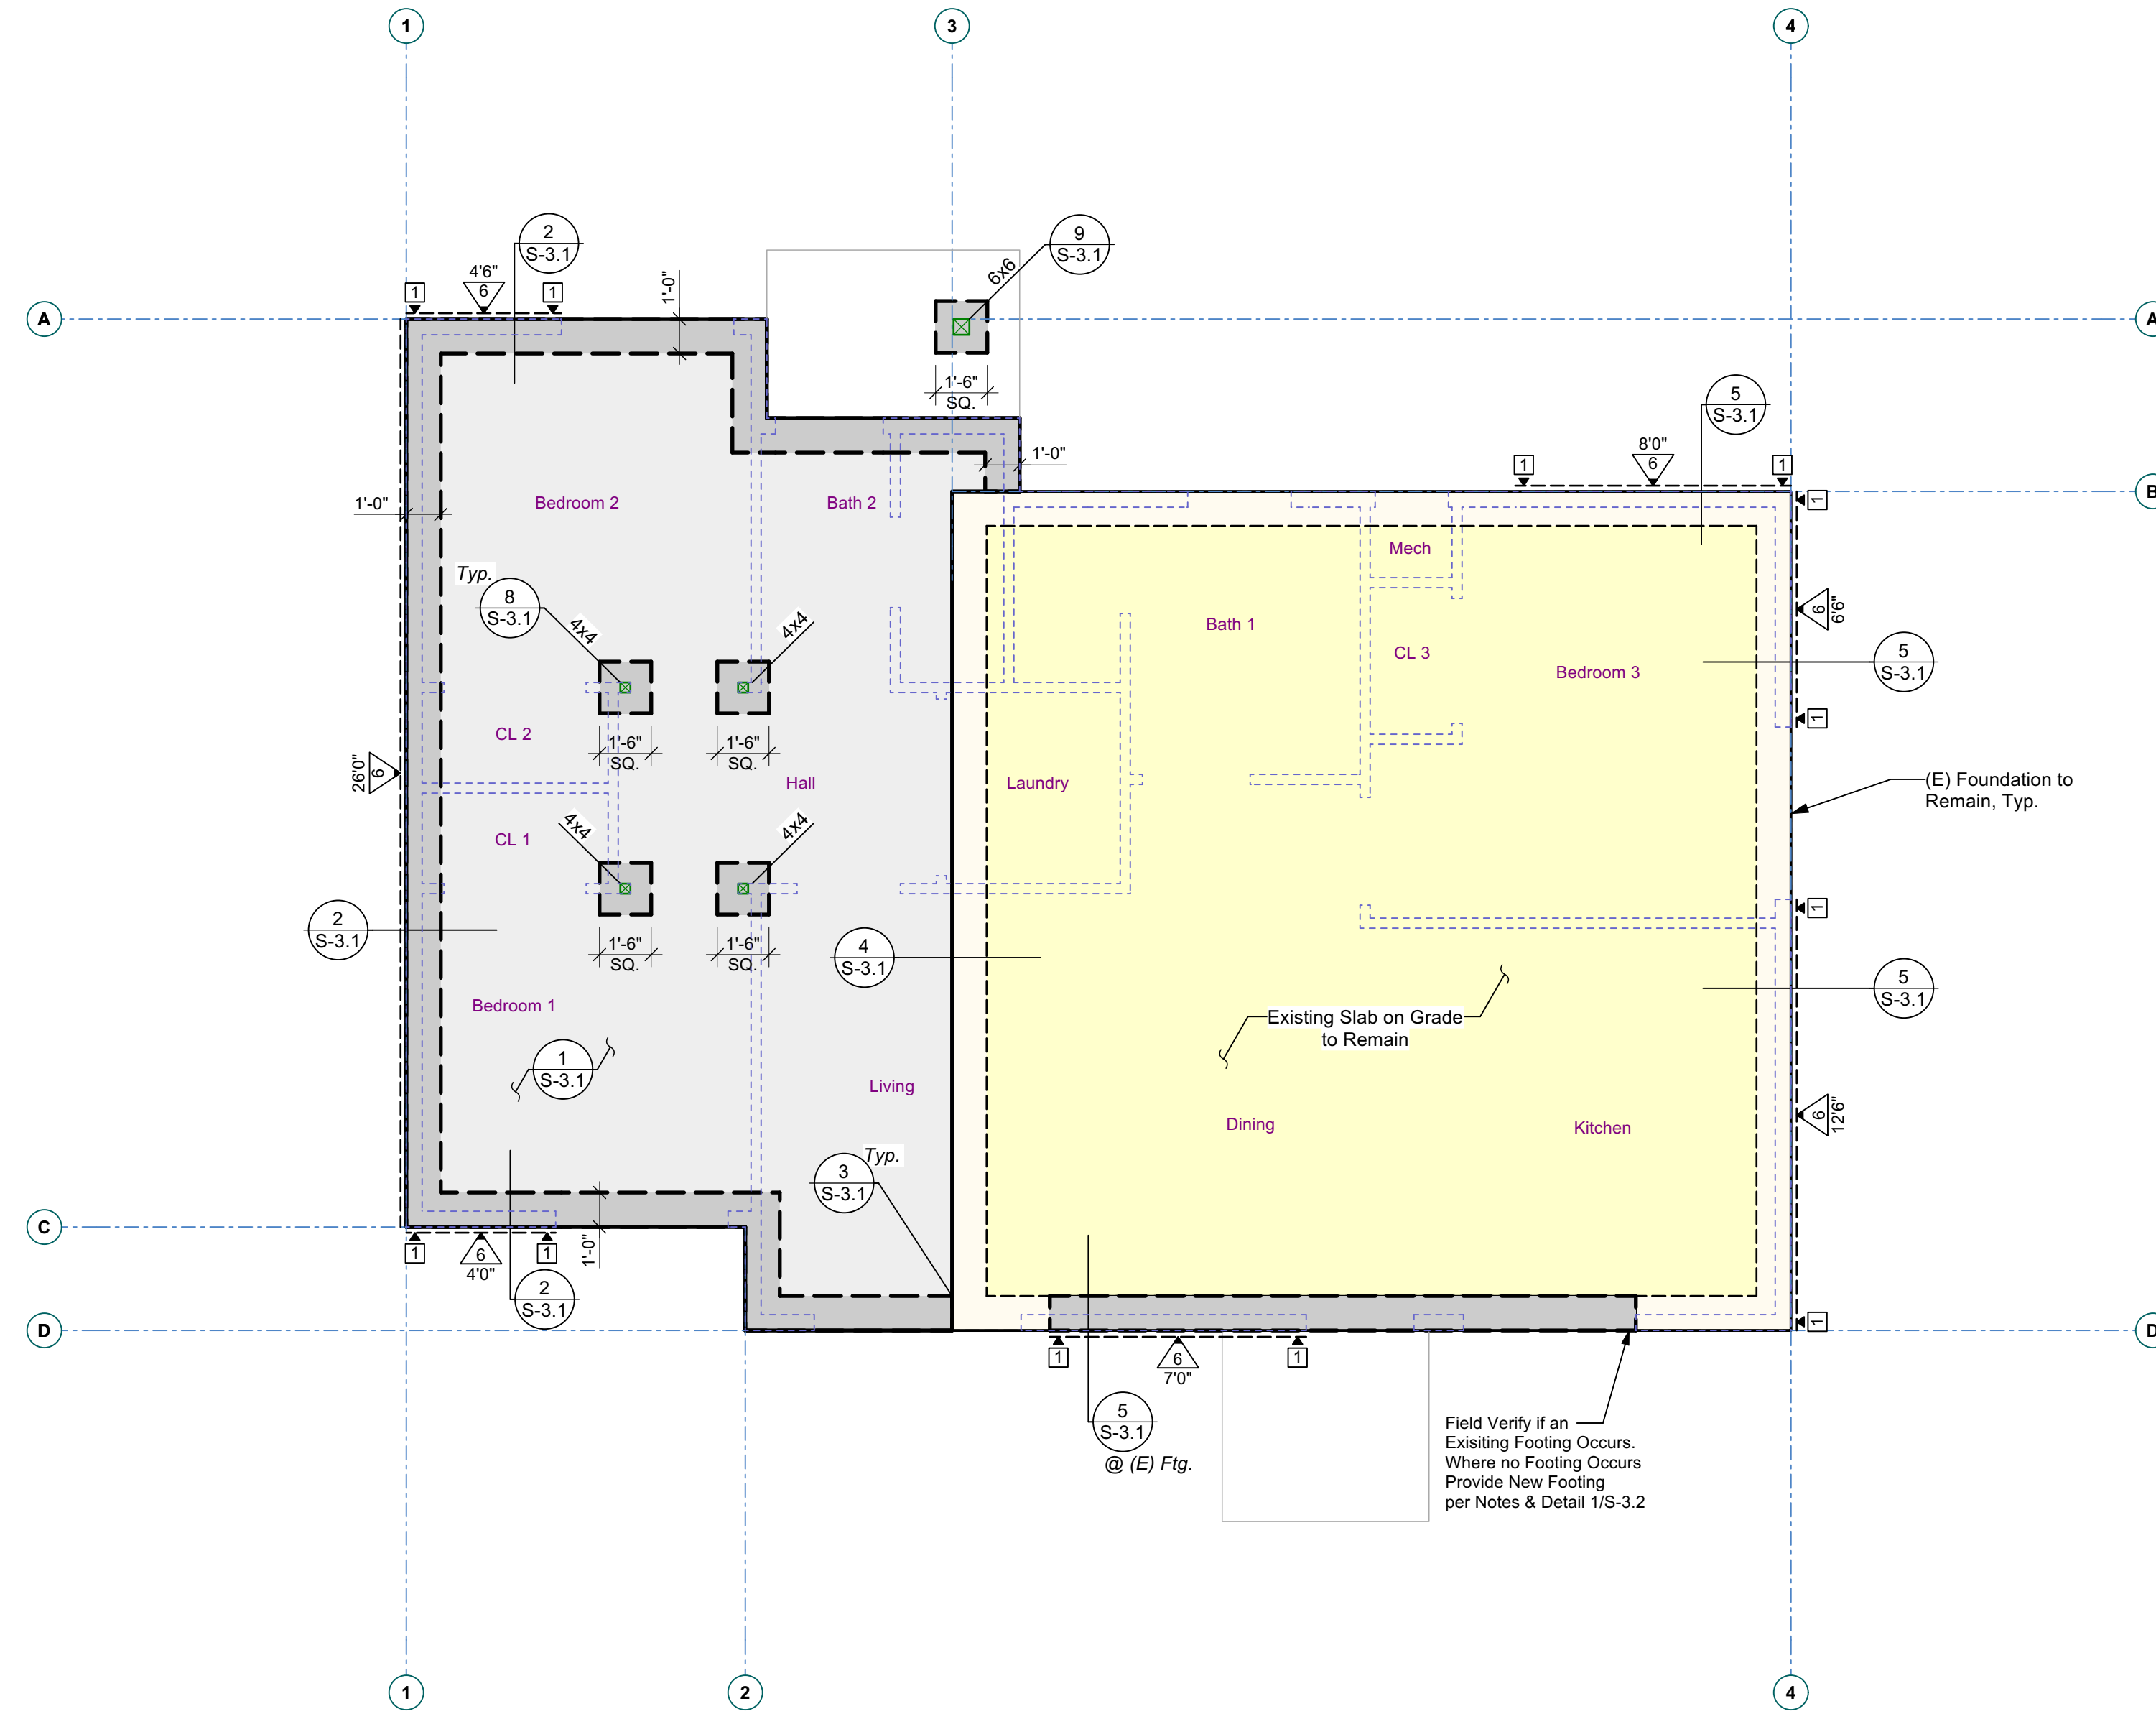 1
3
4
2
S-3.1
9
S-3.1
6x6
4'6"
6
1
1
1'-0"
A
A
1'-6"
SQ.
5
S-3.1
8'0"
6
1
1
1'-0"
B
1
1'-0"
Bedroom 2
Bath 2
Mech
Typ.
8
S-3.1
4x4
4x4
Bath 1
CL 3
Bedroom 3
6
6'6"
5
S-3.1
1
CL 2
1'-6"
SQ.
1'-6"
SQ.
26'0"
6
Hall
Laundry
(E) Foundation to
Remain, Typ.
CL 1
4x4
4x4
2
S-3.1
1'-6"
SQ.
1'-6"
SQ.
4
S-3.1
1
5
S-3.1
Bedroom 1
Existing Slab on Grade
to Remain
1
S-3.1
Living
Dining
Kitchen
6
12'6"
Typ.
3
S-3.1
C
1
6
4'0"
1
1'-0"
2
S-3.1
D
1
D
1
6
7'0"
1
5
S-3.1
@ (E) Ftg.
Field Verify if an
Exisiting Footing Occurs.
Where no Footing Occurs
Provide New Footing
per Notes & Detail 1/S-3.2
1
2
4